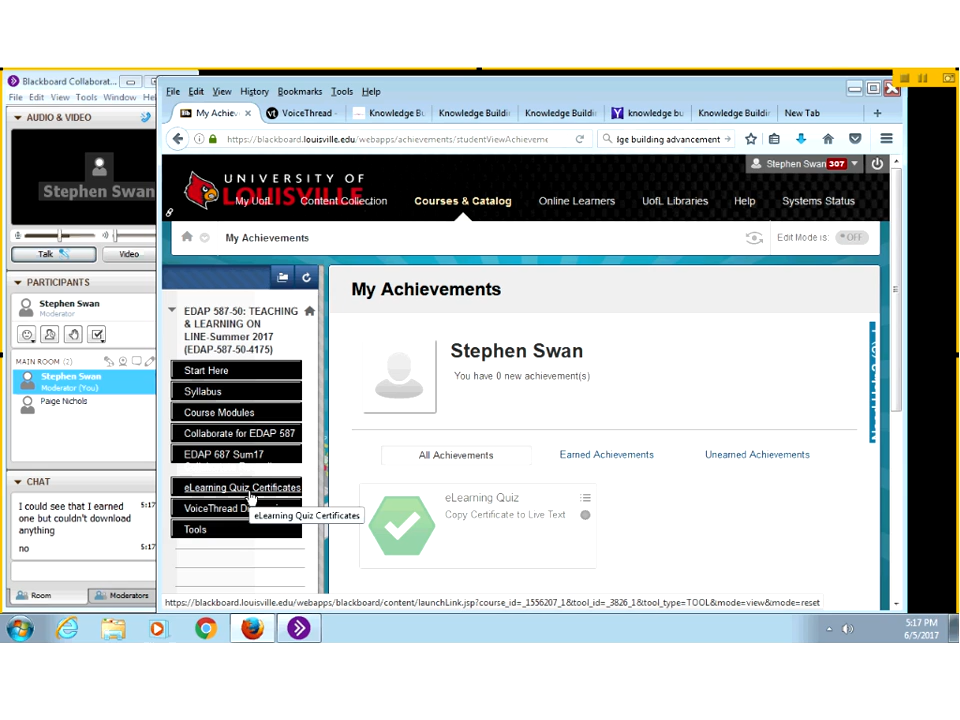 Blackboard Collaborat...
File Edit View Tools Window Hel
AUDIO & VIDEO
Stephen Swan
Talk
Video
PARTICIPANTS
Stephen Swan
Moderator
MAIN ROOM (2)
Stephen Swan
Moderator (You)
Paige Nichols
CHAT
I could see that I earned 5:17
one but couldn't download
anything
no 5:17
Room
Moderators
File Edit View History Bookmarks Tools Help
My Achiev
VoiceThread
Knowledge Bu
Knowledge Buildi
Knowledge Buildi
knowledge bu
Knowledge Buildi
New Tab
https://blackboard.louisville.edu/webapps/achievements/studentViewAchieveme
lge building advancement
Stephen Swan 307
UNIVERSITY OF
LOUISVILLE
My UofL Content Collection Courses & Catalog Online Learners UofL Libraries Help Systems Status
My Achievements
Edit Mode is: OFF
EDAP 587-50: TEACHING
& LEARNING ON
LINE-Summer 2017
(EDAP-587-50-4175)
Start Here
Syllabus
Course Modules
Collaborate for EDAP 587
EDAP 687 Sum17
eLearning Quiz Certificates
VoiceThread D
eLearning Quiz Certificates
Tools
My Achievements
Stephen Swan
You have 0 new achievement(s)
All Achievements
Earned Achievements
Unearned Achievements
eLearning Quiz
Copy Certificate to Live Text
https://blackboard.louisville.edu/webapps/blackboard/content/launchLink.jsp?course_id=_1556207_1&tool_id=_3826_1&tool_type=TOOL&mode=view&mode=reset
5:17 PM
6/5/2017